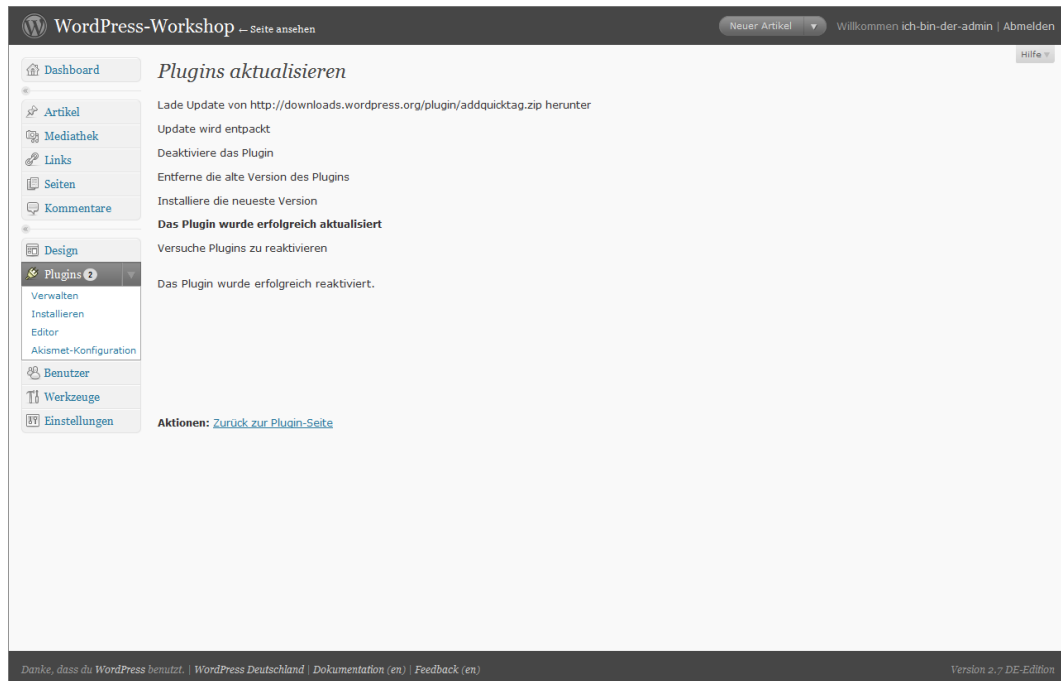 WordPress-Workshop ← Seite ansehen
Neuer Artikel
Willkommen ich-bin-der-admin | Abmelden
Hilfe
Dashboard
Artikel
Mediathek
Links
Seiten
Kommentare
Design
Plugins 2
Verwalten
Installieren
Editor
Akismet-Konfiguration
Benutzer
Werkzeuge
Einstellungen
Plugins aktualisieren
Lade Update von http://downloads.wordpress.org/plugin/addquicktag.zip herunter
Update wird entpackt
Deaktiviere das Plugin
Entferne die alte Version des Plugins
Installiere die neueste Version
Das Plugin wurde erfolgreich aktualisiert
Versuche Plugins zu reaktivieren
Das Plugin wurde erfolgreich reaktiviert.
Aktionen: Zurück zur Plugin-Seite
Danke, dass du WordPress benutzt. | WordPress Deutschland | Dokumentation (en) | Feedback (en)
Version 2.7 DE-Edition